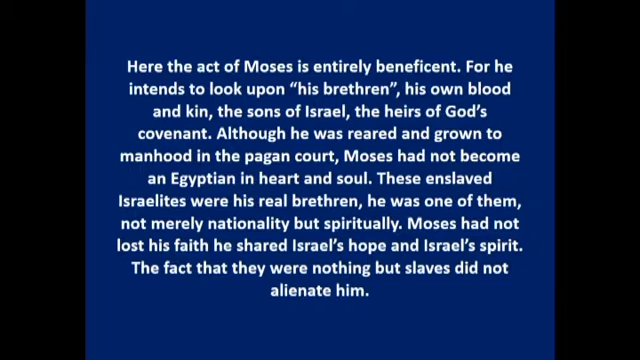 Here the act of Moses is entirely beneficent. For he
intends to look upon “his brethren”, his own blood
and kin, the sons of Israel, the heirs of God’s
covenant. Although he was reared and grown to
manhood in the pagan court, Moses had not become
an Egyptian in heart and soul. These enslaved
Israelites were his real brethren, he was one of them,
not merely nationality but spiritually. Moses had not
lost his faith he shared Israel’s hope and Israel’s spirit.
The fact that they were nothing but slaves did not
alienate him.